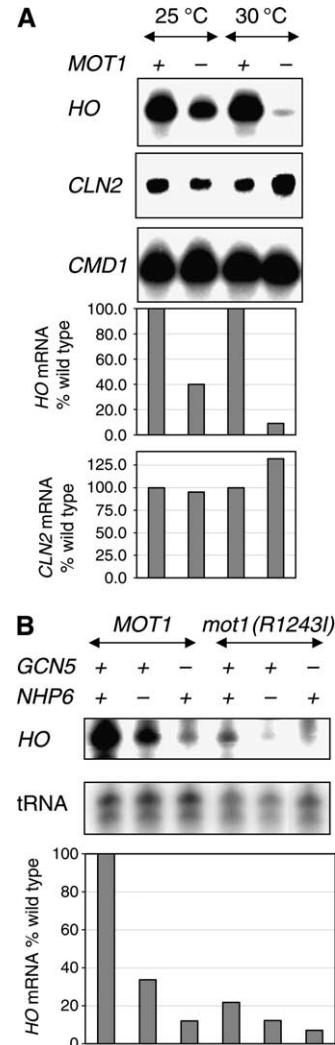 A
25 °C 30 °C
MOT1 + – + –
HO
CLN2
CMD1
HO mRNA
% wild type
100.0
80.0
60.0
40.0
20.0
0.0
CLN2 mRNA
% wild type
125.0
100.0
75.0
50.0
25.0
0.0
B
MOT1 mot1(R1243I)
GCN5 + + – + + –
NHP6 + – + + – +
HO
tRNA
HO mRNA % wild type
100
80
60
40
20
0